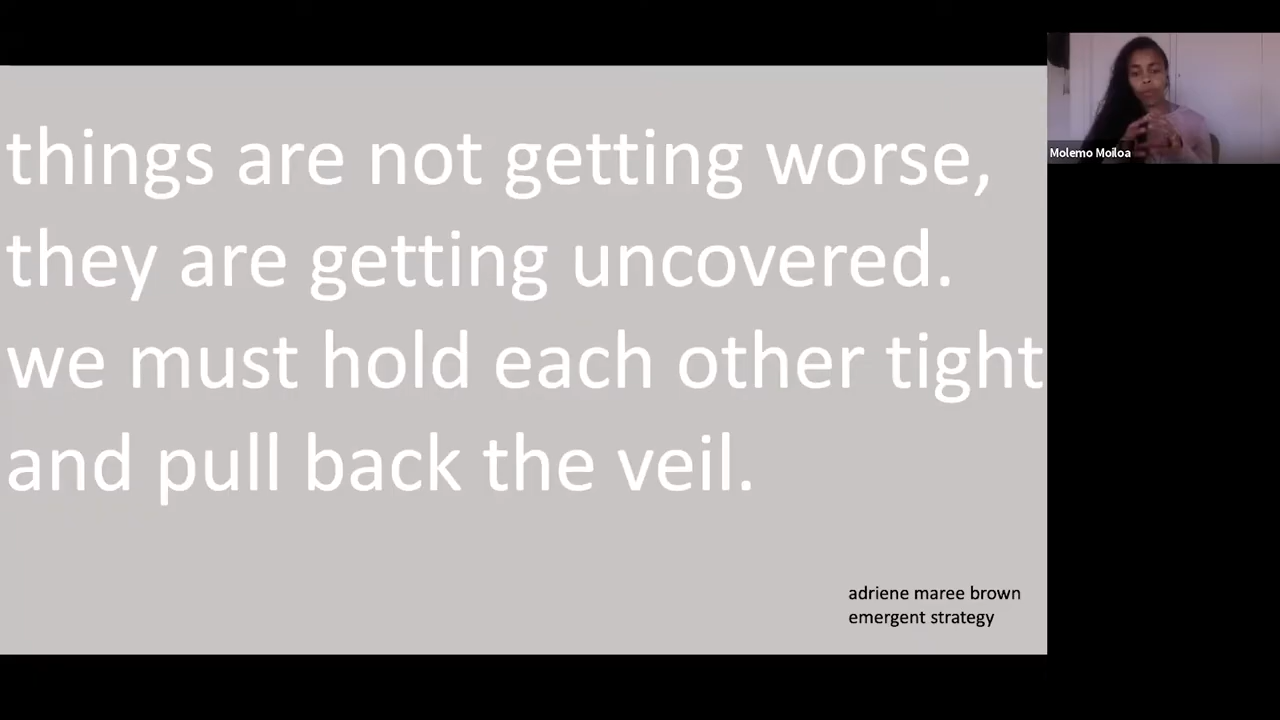 things are not getting worse,
they are getting uncovered.
we must hold each other tight
and pull back the veil.
adriene maree brown
emergent strategy
Molemo Moiloa